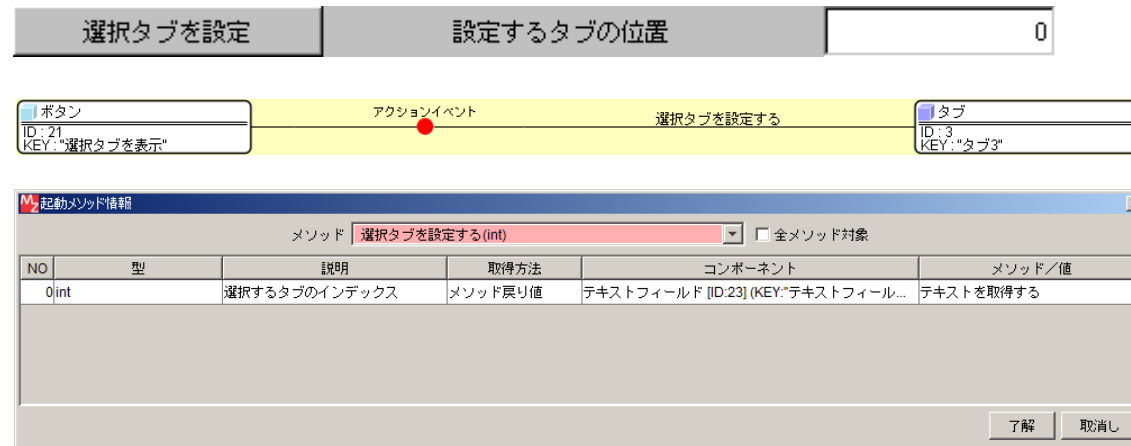 選択タブを設定 設定するタブの位置 0
ボタン アクションイベント 選択タブを設定する タブ
ID : 21 ID : 3
KEY : "選択タブを表示" KEY : "タブ3"
起動メソッド情報
メソッド 選択タブを設定する(int) 全メソッド対象
NO 型 説明 取得方法 コンポーネント メソッド/値
0 int 選択するタブのインデックス メソッド戻り値 テキストフィールド [ID:23] (KEY:"テキストフィール... テキストを取得する
了解 取消し